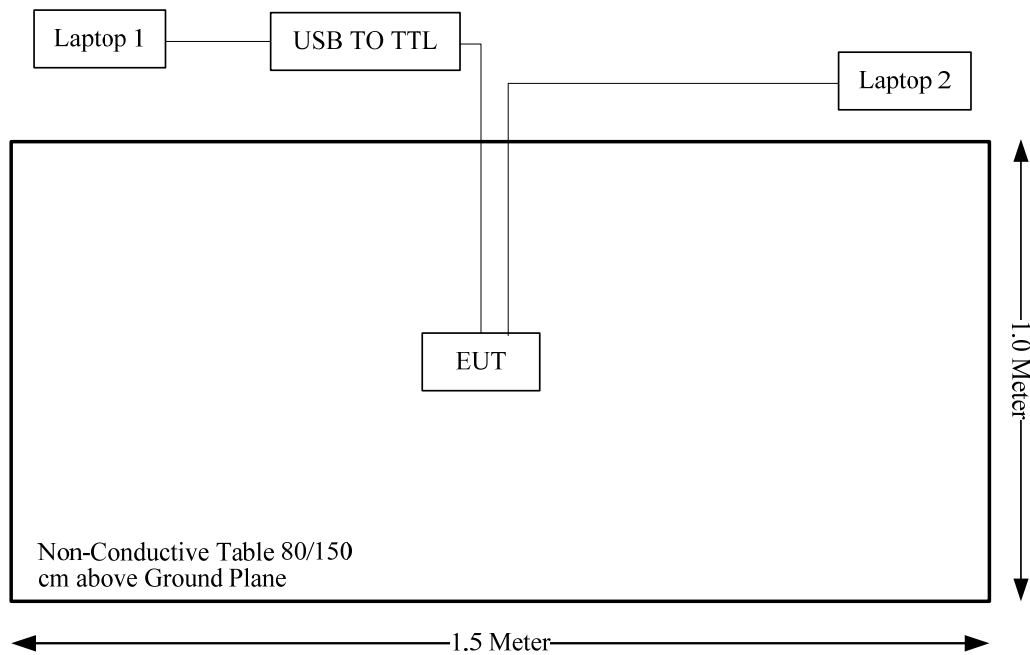 Laptop 1
USB TO TTL
Laptop 2
EUT
1.0 Meter
Non-Conductive Table 80/150
cm above Ground Plane
1.5 Meter